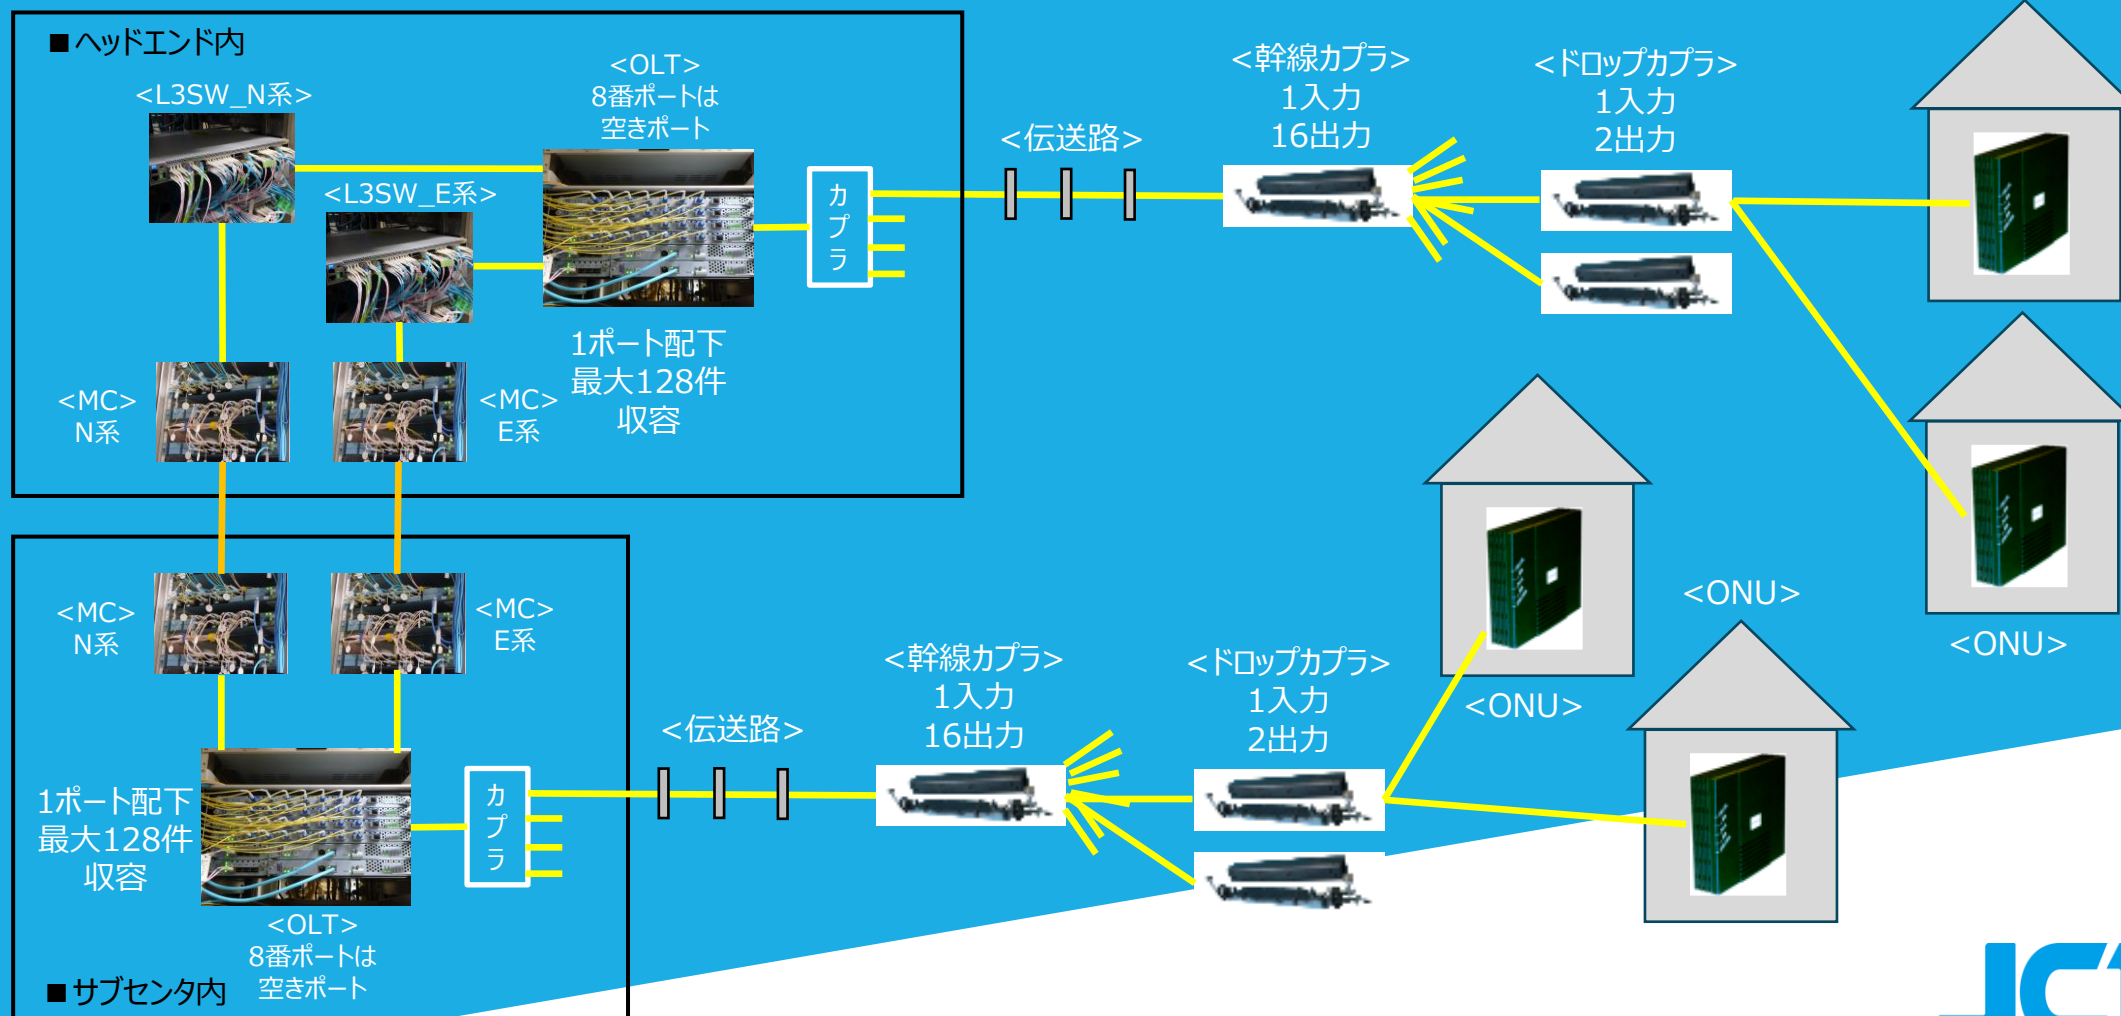 ■ヘッドエンド内
<L3SW_N系>
<L3SW_E系>
<OLT>
8番ポートは
空きポート
カプラ
1ポート配下
最大128件
収容
<MC>
N系
<MC>
E系
<伝送路>
<幹線カプラ>
1入力
16出力
<ドロップカプラ>
1入力
2出力
<ONU>
<MC>
N系
<MC>
E系
1ポート配下
最大128件
収容
<OLT>
8番ポートは
空きポート
■サブセンタ内
カプラ
<伝送路>
<幹線カプラ>
1入力
16出力
<ドロップカプラ>
1入力
2出力
<ONU>
<ONU>